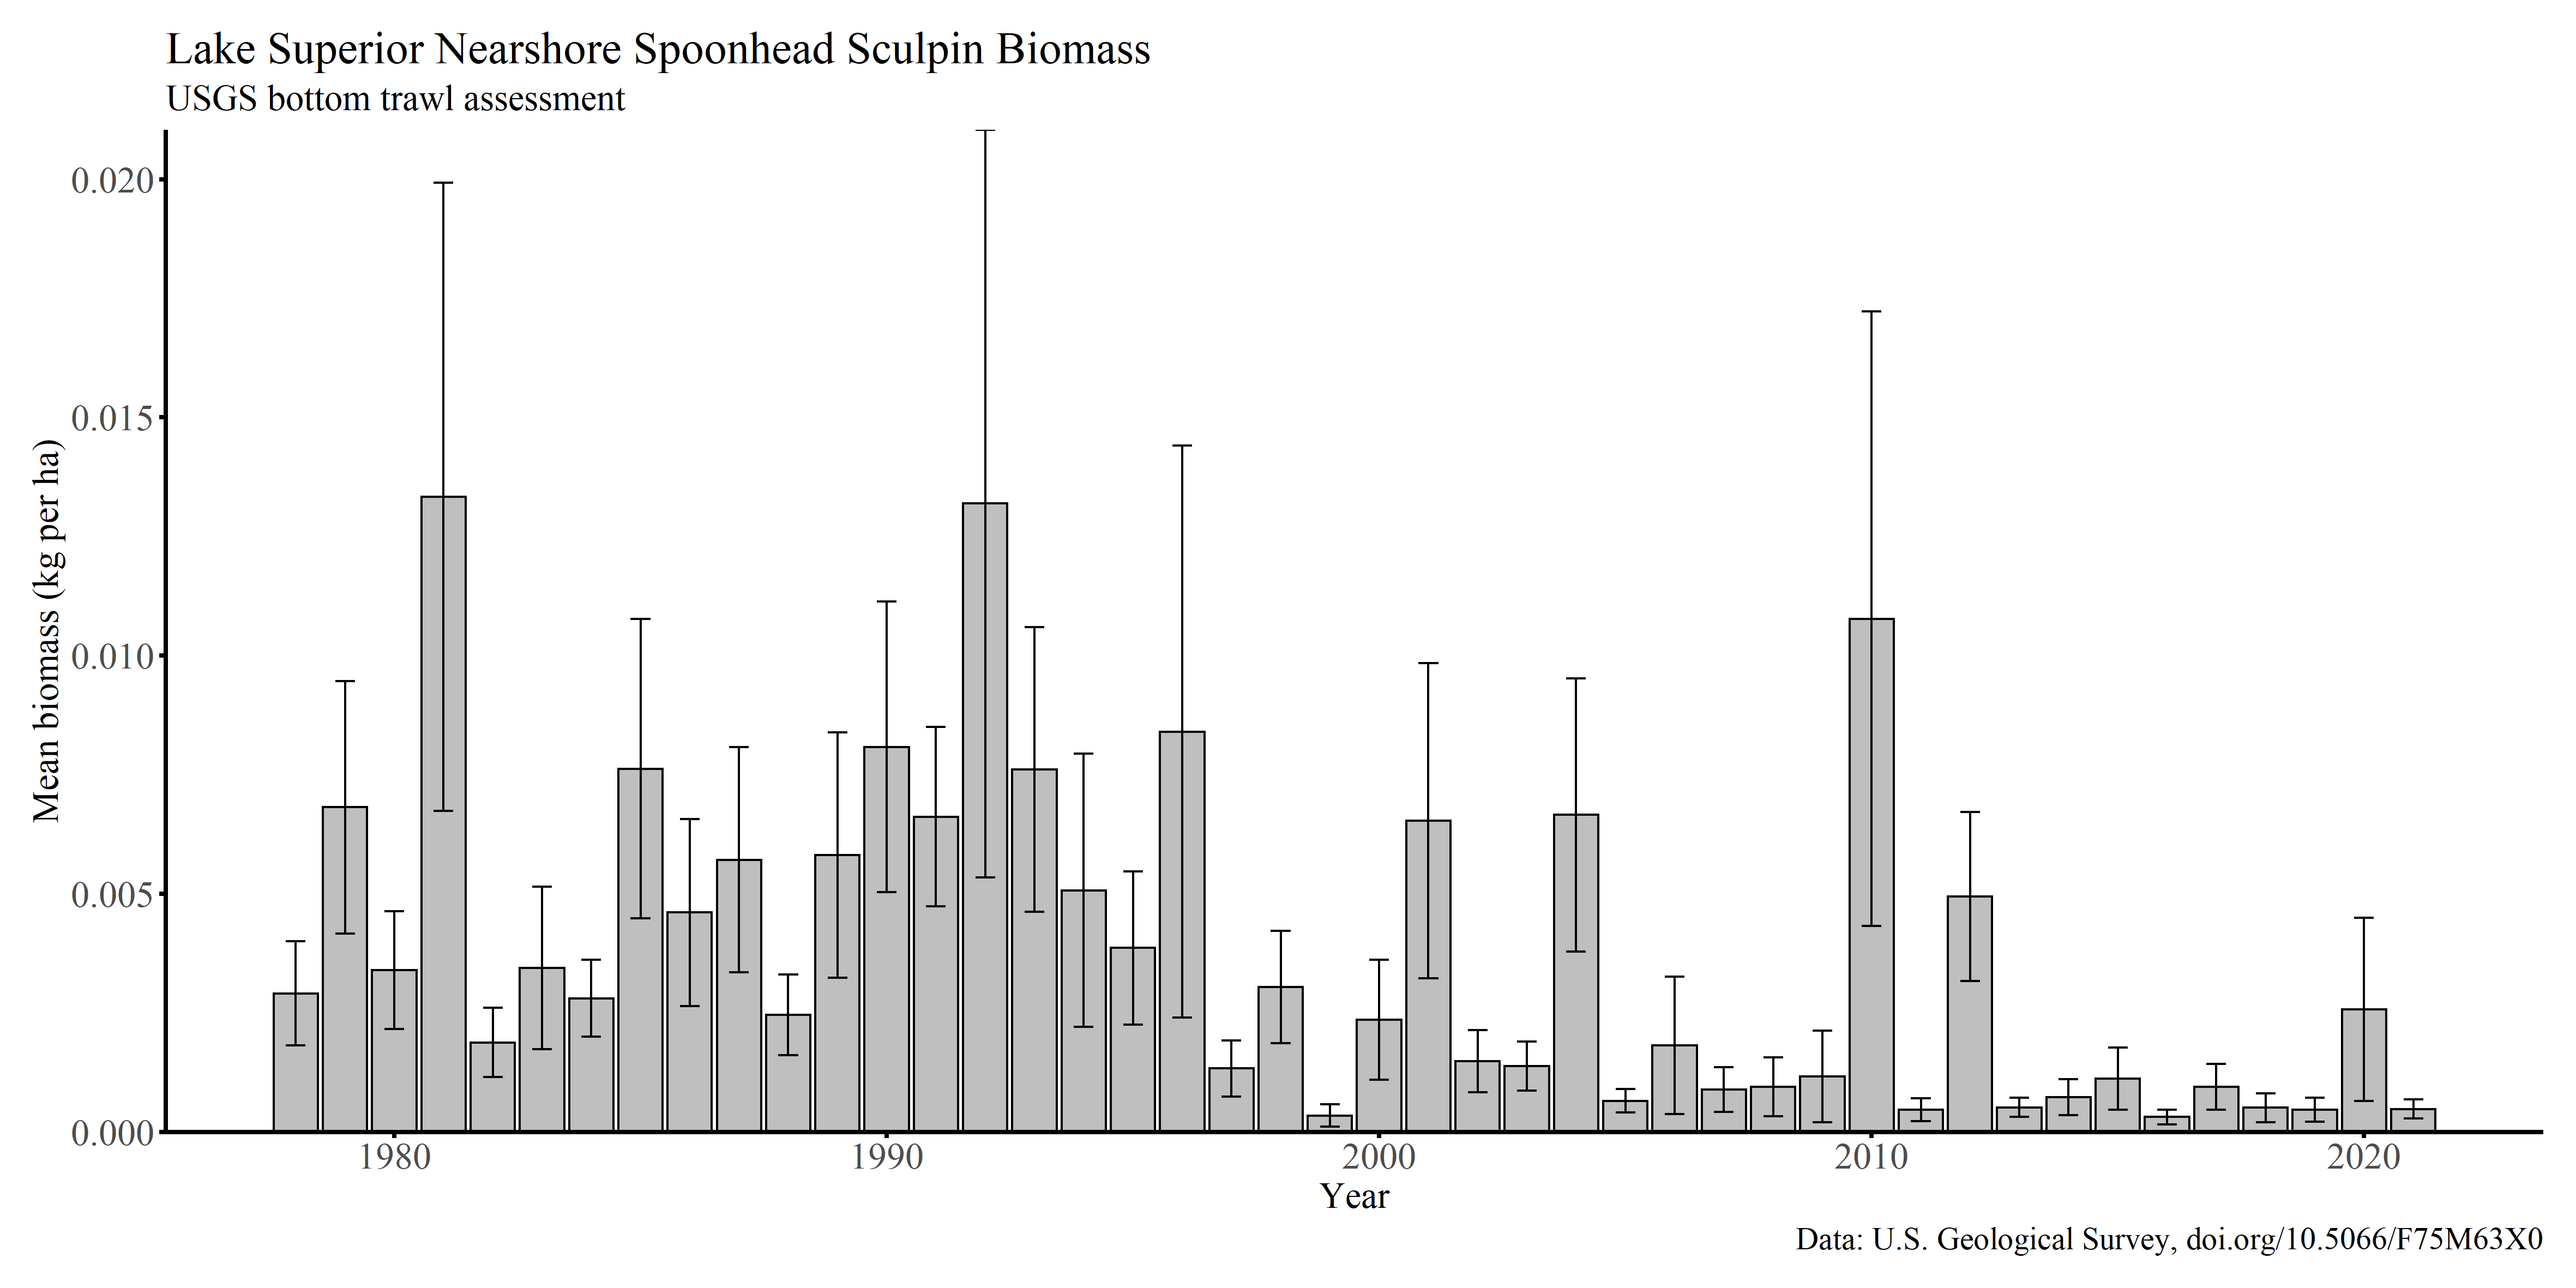 Lake Superior Nearshore Spoonhead Sculpin Biomass
USGS bottom trawl assessment
Mean biomass (kg per ha)
0.020
0.015
0.010
0.005
0.000
1980 1990 2000 2010 2020
Year
Data: U.S. Geological Survey, doi.org/10.5066/F75M63X0